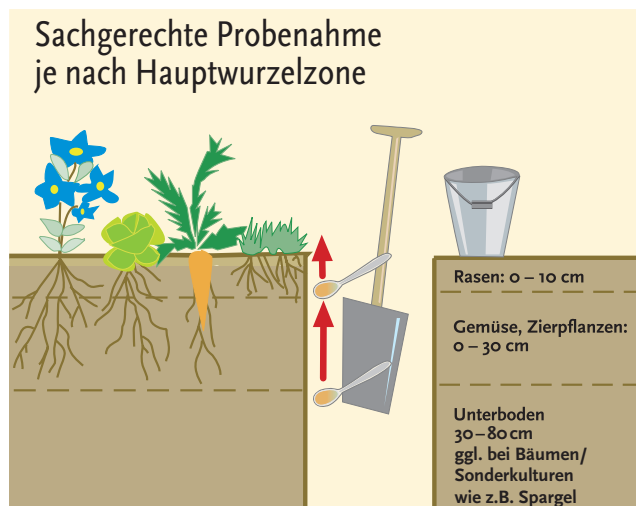 Sachgerechte Probenahme
je nach Hauptwurzelzone
Rasen: 0 – 10 cm
Gemüse, Zierpflanzen:
0 – 30 cm
Unterboden
30 – 80 cm
ggl. bei Bäumen/
Sonderkulturen
wie z.B. Spargel